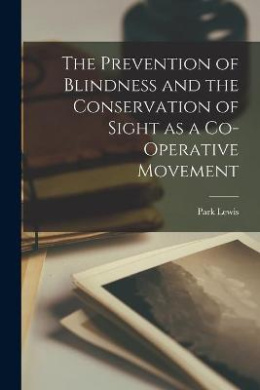 The Prevention of
Blindness and the
Conservation of
Sight as a Co-
Operative
Movement
Park Lewis